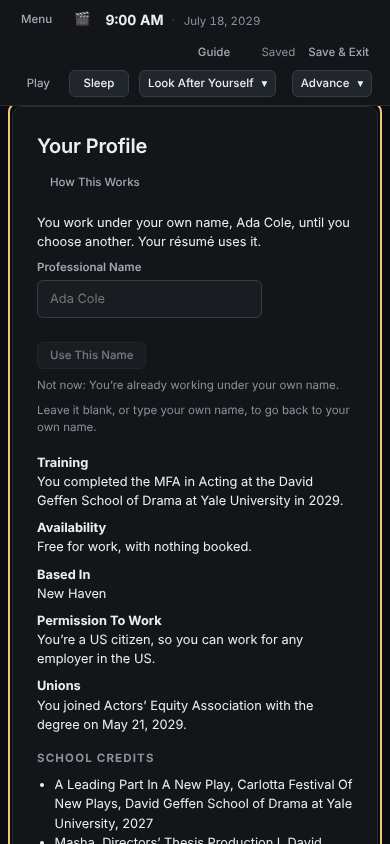 Menu 🎬 9:00 AM · July 18, 2029
Guide Saved Save & Exit
Play Sleep Look After Yourself ▾ Advance ▾
Your Profile
How This Works
You work under your own name, Ada Cole, until you
choose another. Your résumé uses it.
Professional Name
Ada Cole
Use This Name
Not now: You're already working under your own name.
Leave it blank, or type your own name, to go back to your
own name.
Training
You completed the MFA in Acting at the David
Geffen School of Drama at Yale University in 2029.
Availability
Free for work, with nothing booked.
Based In
New Haven
Permission To Work
You're a US citizen, so you can work for any
employer in the US.
Unions
You joined Actors' Equity Association with the
degree on May 21, 2029.
SCHOOL CREDITS
• A Leading Part In A New Play, Carlotta Festival Of
New Plays, David Geffen School of Drama at Yale
University, 2027
• Masha, Directors' Thesis Production I, David